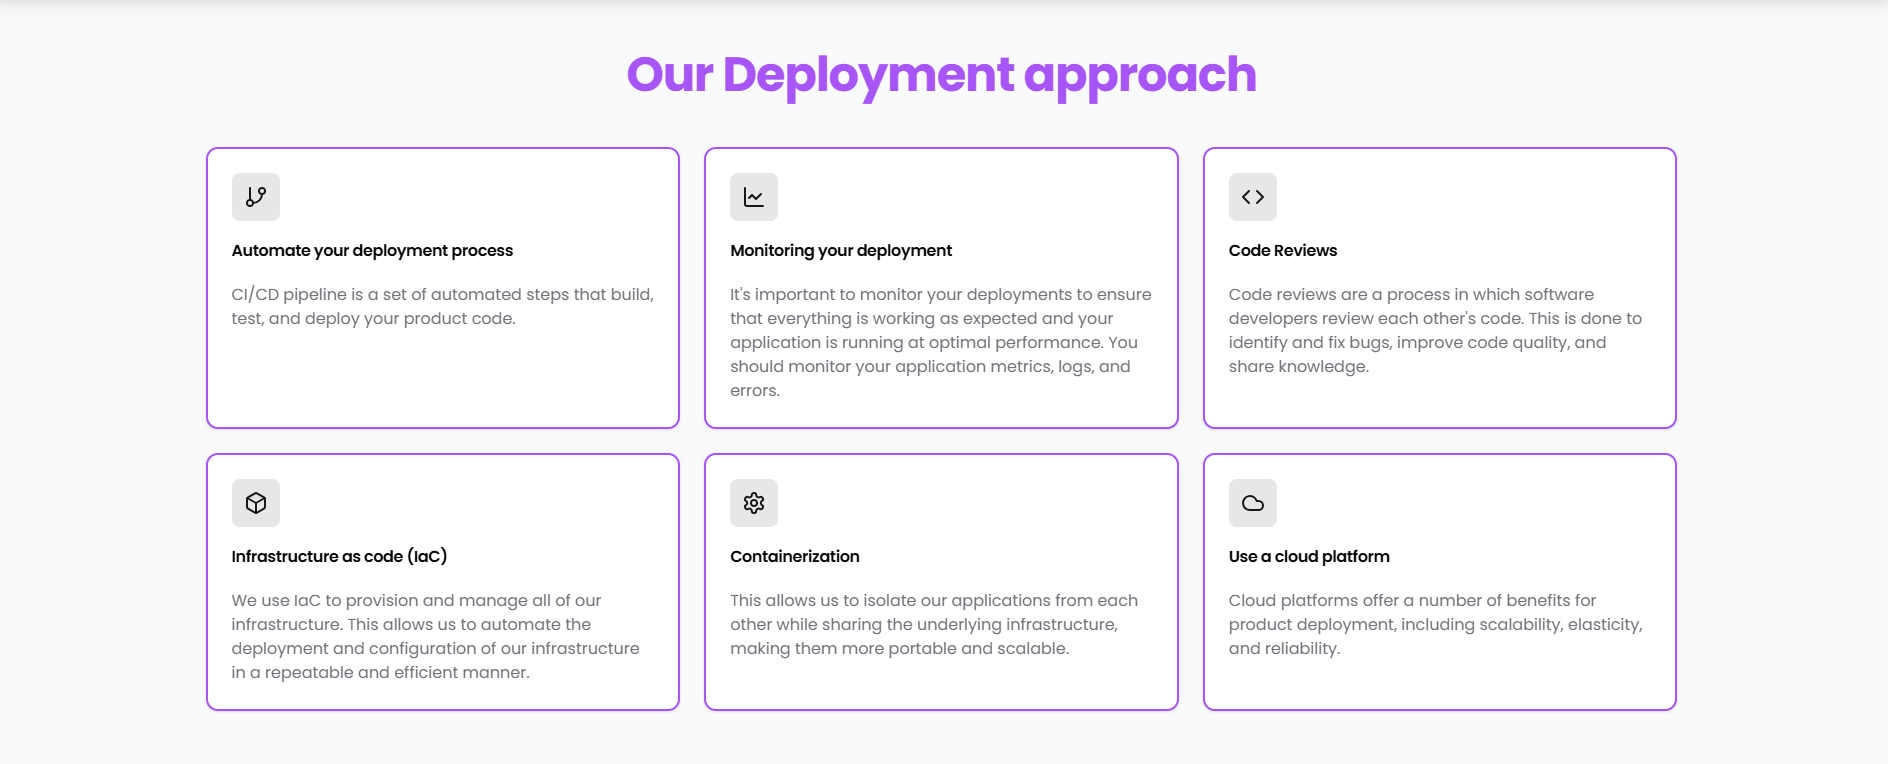 Our Deployment approach
Automate your deployment process
CI/CD pipeline is a set of automated steps that build,
test, and deploy your product code.
Monitoring your deployment
It's important to monitor your deployments to ensure
that everything is working as expected and your
application is running at optimal performance. You
should monitor your application metrics, logs, and
errors.
Code Reviews
Code reviews are a process in which software
developers review each other's code. This is done to
identify and fix bugs, improve code quality, and
share knowledge.
Infrastructure as code (IaC)
We use IaC to provision and manage all of our
infrastructure. This allows us to automate the
deployment and configuration of our infrastructure
in a repeatable and efficient manner.
Containerization
This allows us to isolate our applications from each
other while sharing the underlying infrastructure,
making them more portable and scalable.
Use a cloud platform
Cloud platforms offer a number of benefits for
product deployment, including scalability, elasticity,
and reliability.